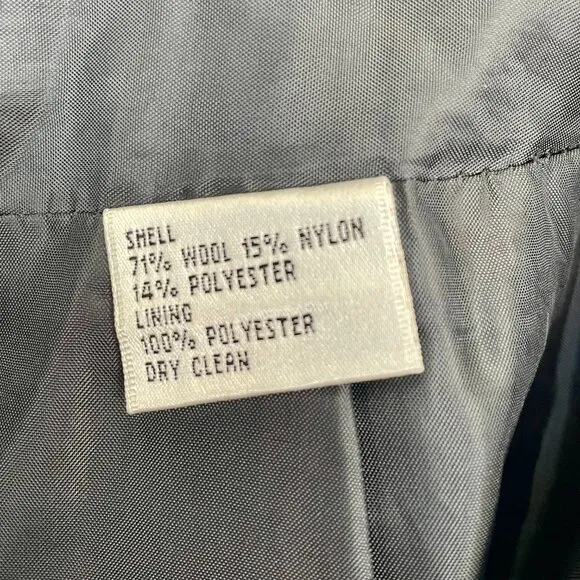 SHELL
71% WOOL 15% NYLON
14% POLYESTER
LINING
100% POLYESTER
DRY CLEAN